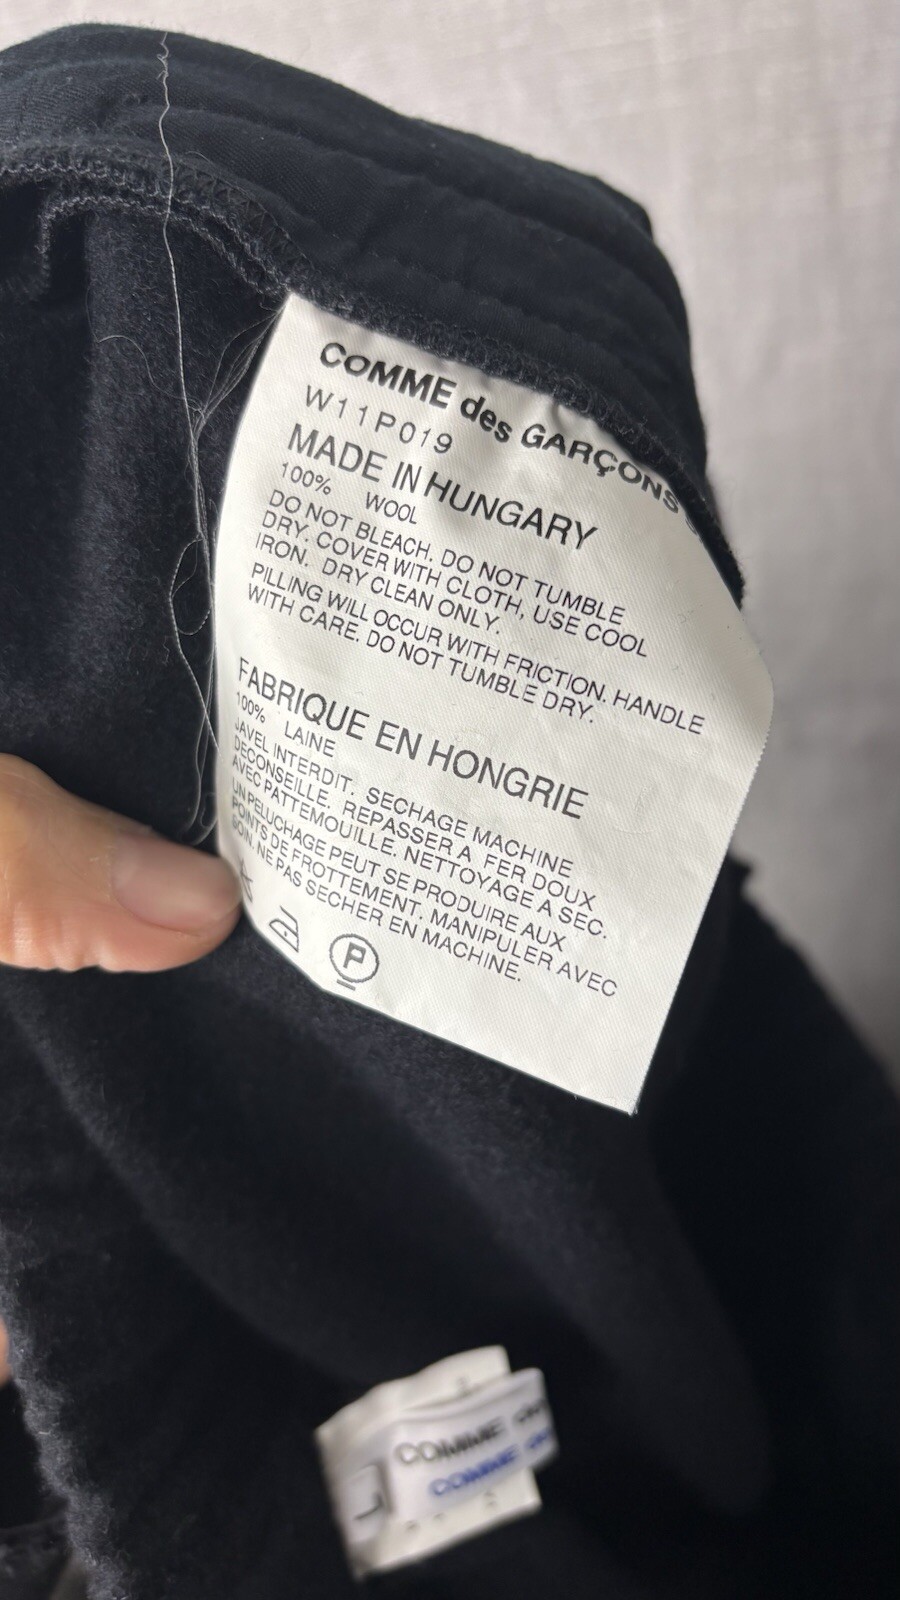 COMME des GARÇONS
W11P019
MADE IN HUNGARY
100% WOOL
DO NOT BLEACH. DO NOT TUMBLE
DRY. COVER WITH CLOTH, USE COOL
IRON. DRY CLEAN ONLY.
PILLING WILL OCCUR WITH FRICTION. HANDLE
WITH CARE. DO NOT TUMBLE DRY.
FABRIQUE EN HONGRIE
100% LAINE
JAVEL INTERDIT. SECHAGE MACHINE
DECONSEILLE. REPASSER A FER DOUX
AVEC PATTEMOUILLE. NETTOYAGE A SEC.
UN PELUCHAGE PEUT SE PRODUIRE AUX
POINTS DE FROTTEMENT. MANIPULER AVEC
SOIN. NE PAS SECHER EN MACHINE.
P
COMME
COMME
L